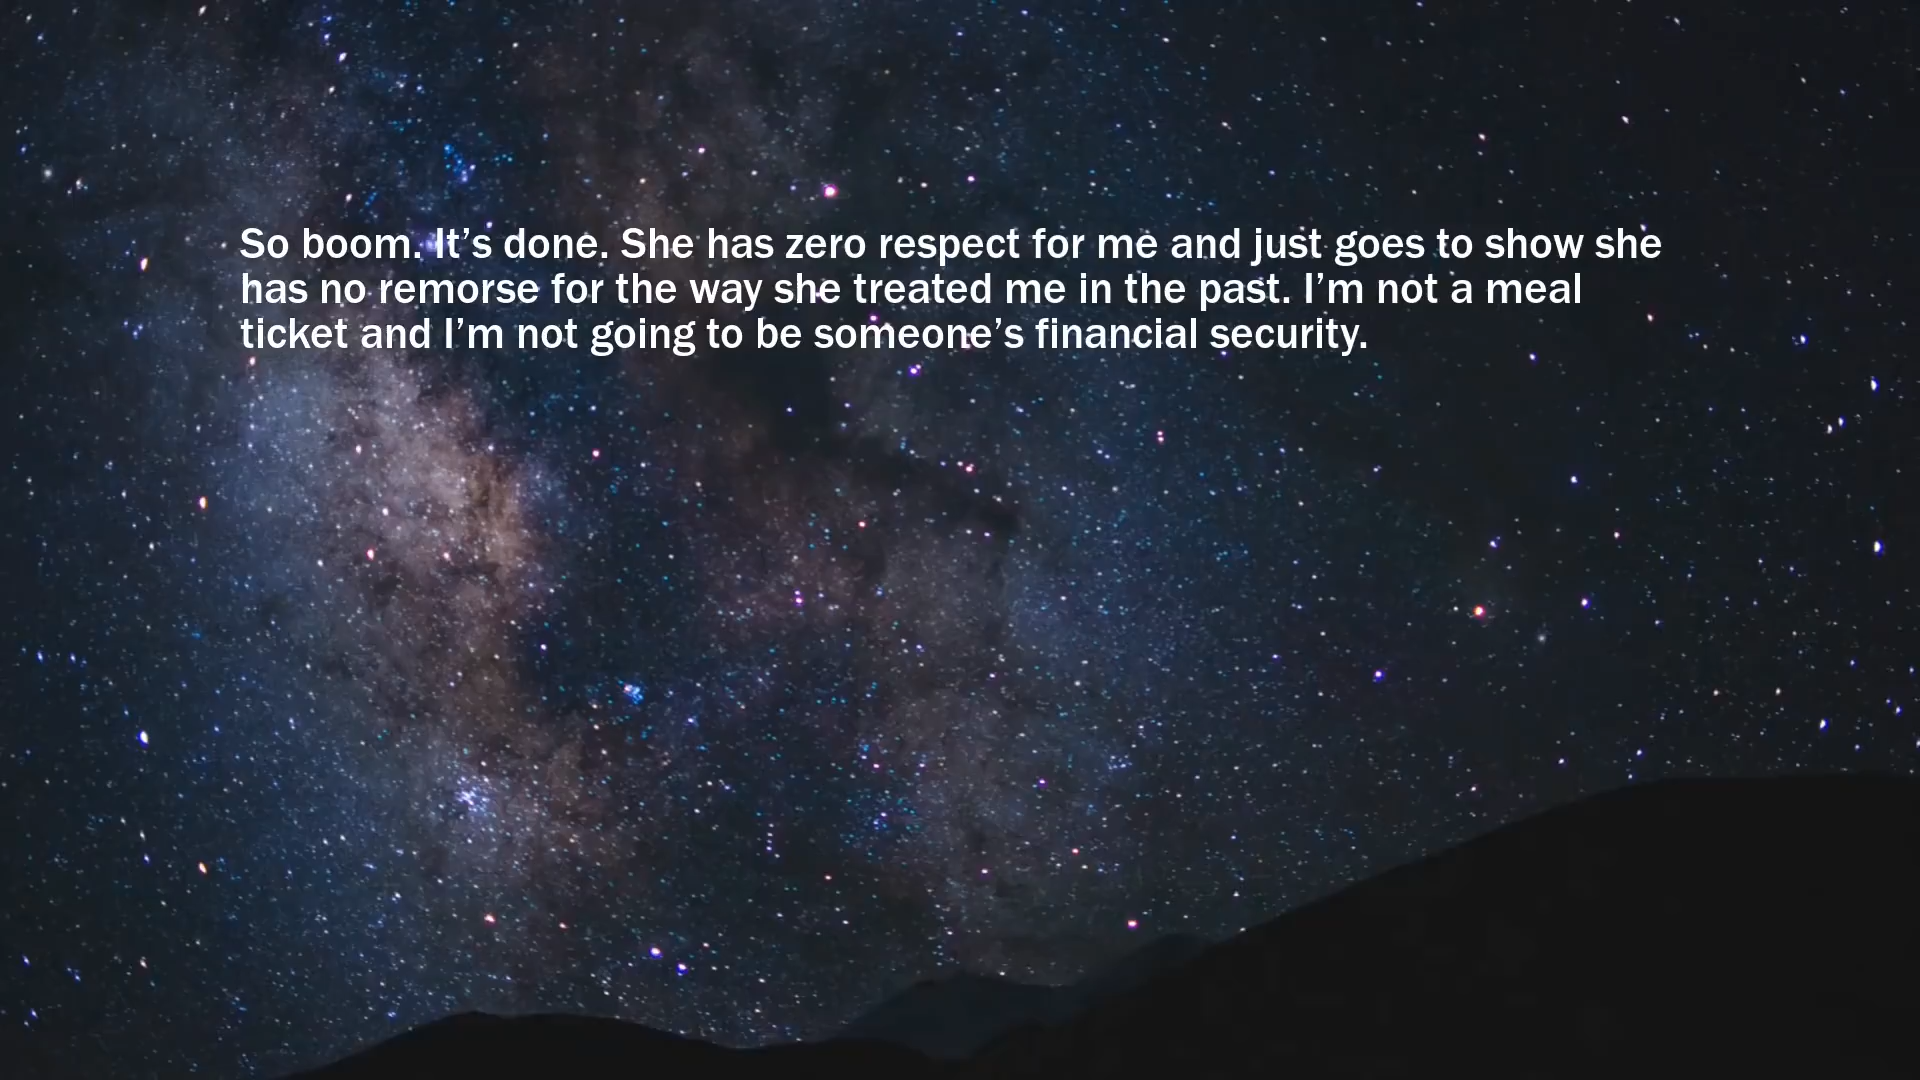 So boom. It’s done. She has zero respect for me and just goes to show she
has no remorse for the way she treated me in the past. I’m not a meal
ticket and I’m not going to be someone’s financial security.